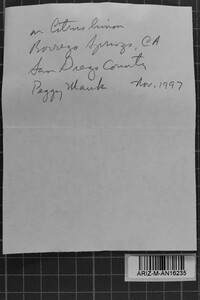 on Citrus limon
Borrego Springs, CA
San Diego County
Peggy Mauk Nov. 1997
ARIZ-M-AN16235